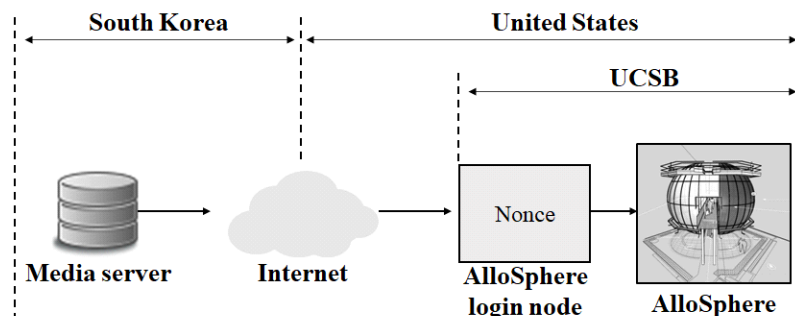 South Korea
United States
UCSB
Nonce
Media server
Internet
AlloSphere
login node
AlloSphere